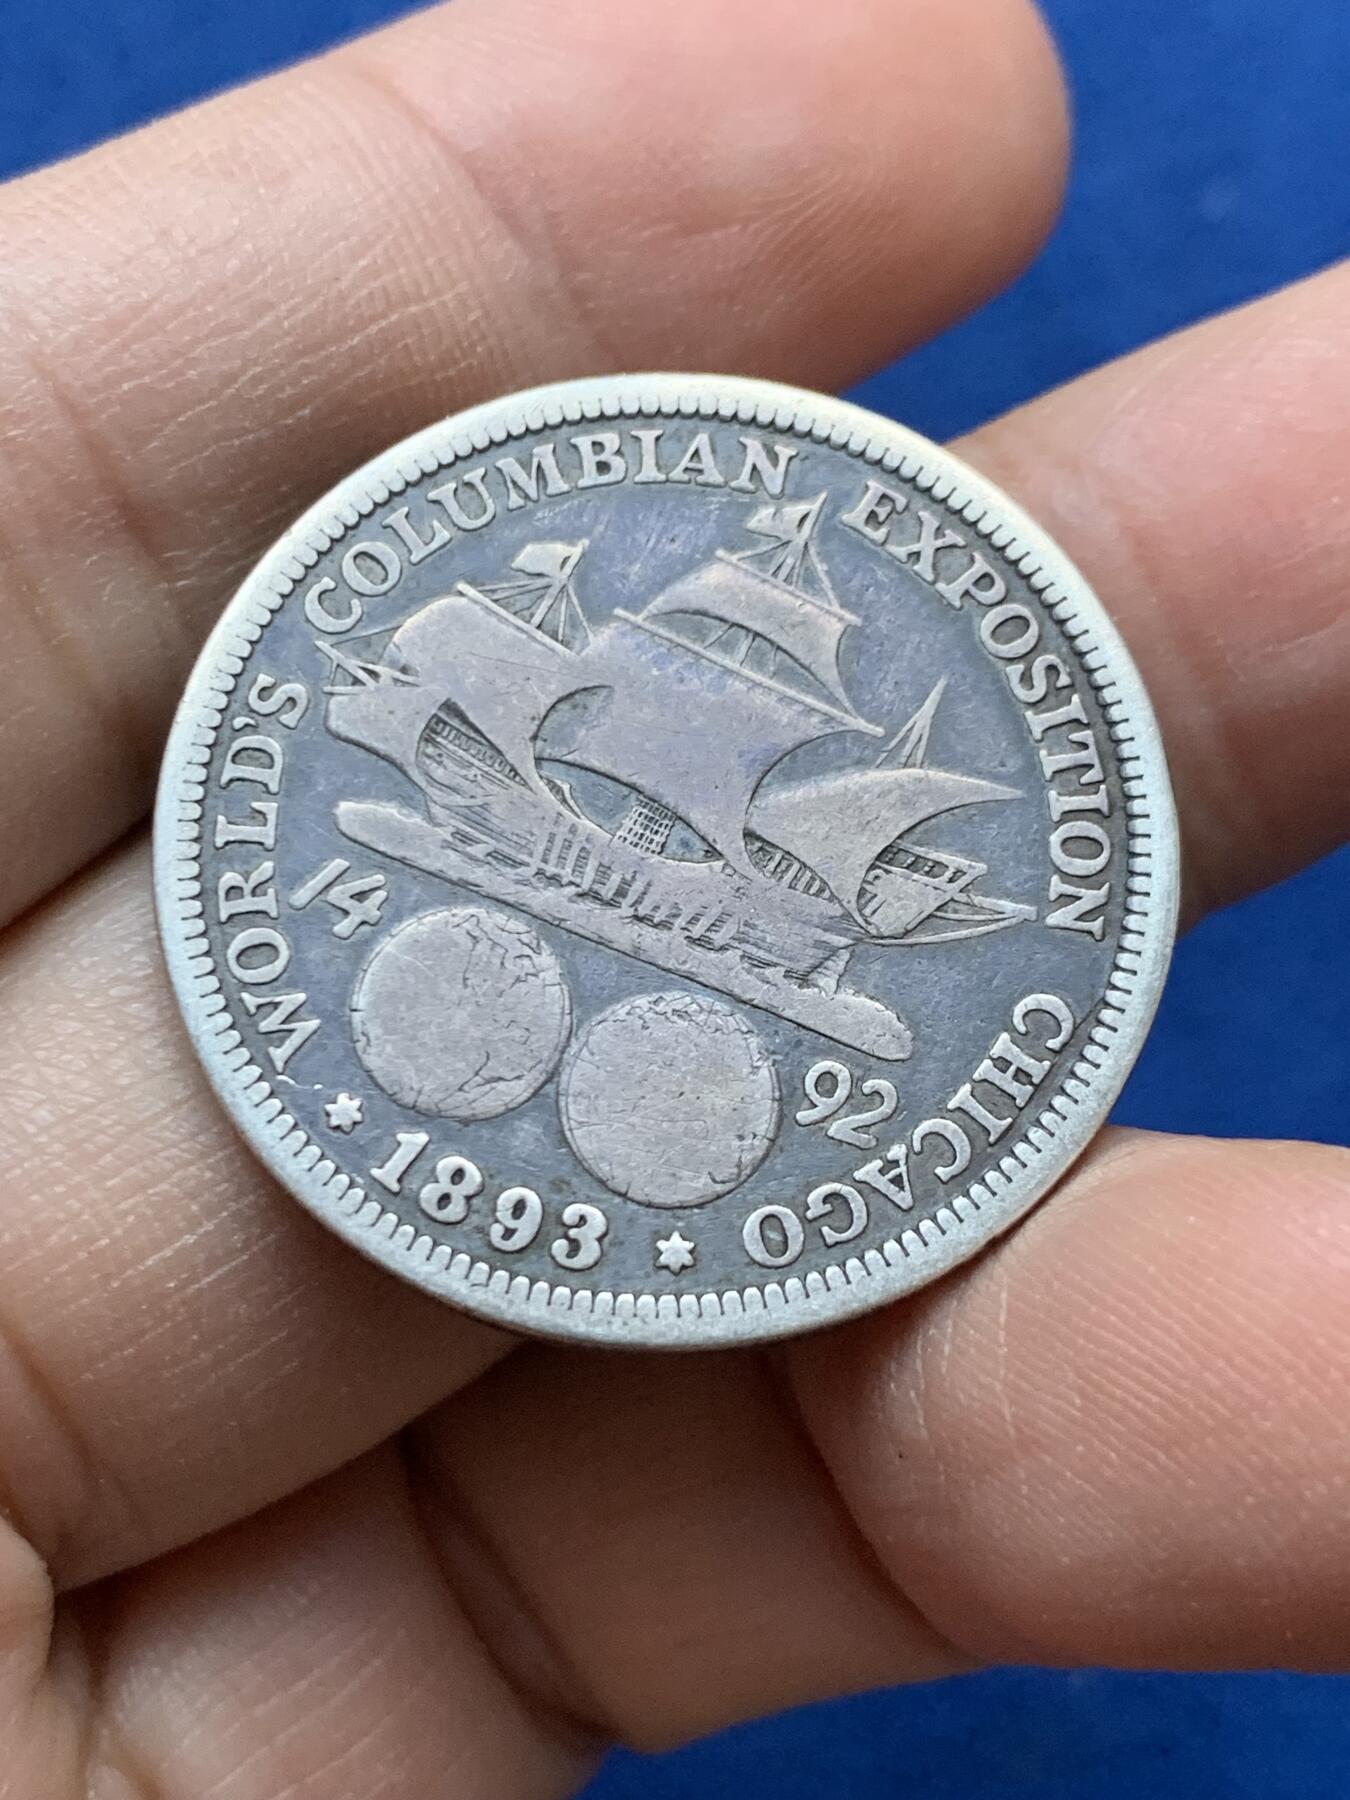 WORLD'S COLUMBIAN EXPOSITION CHICAGO
14 92
* 1893 *